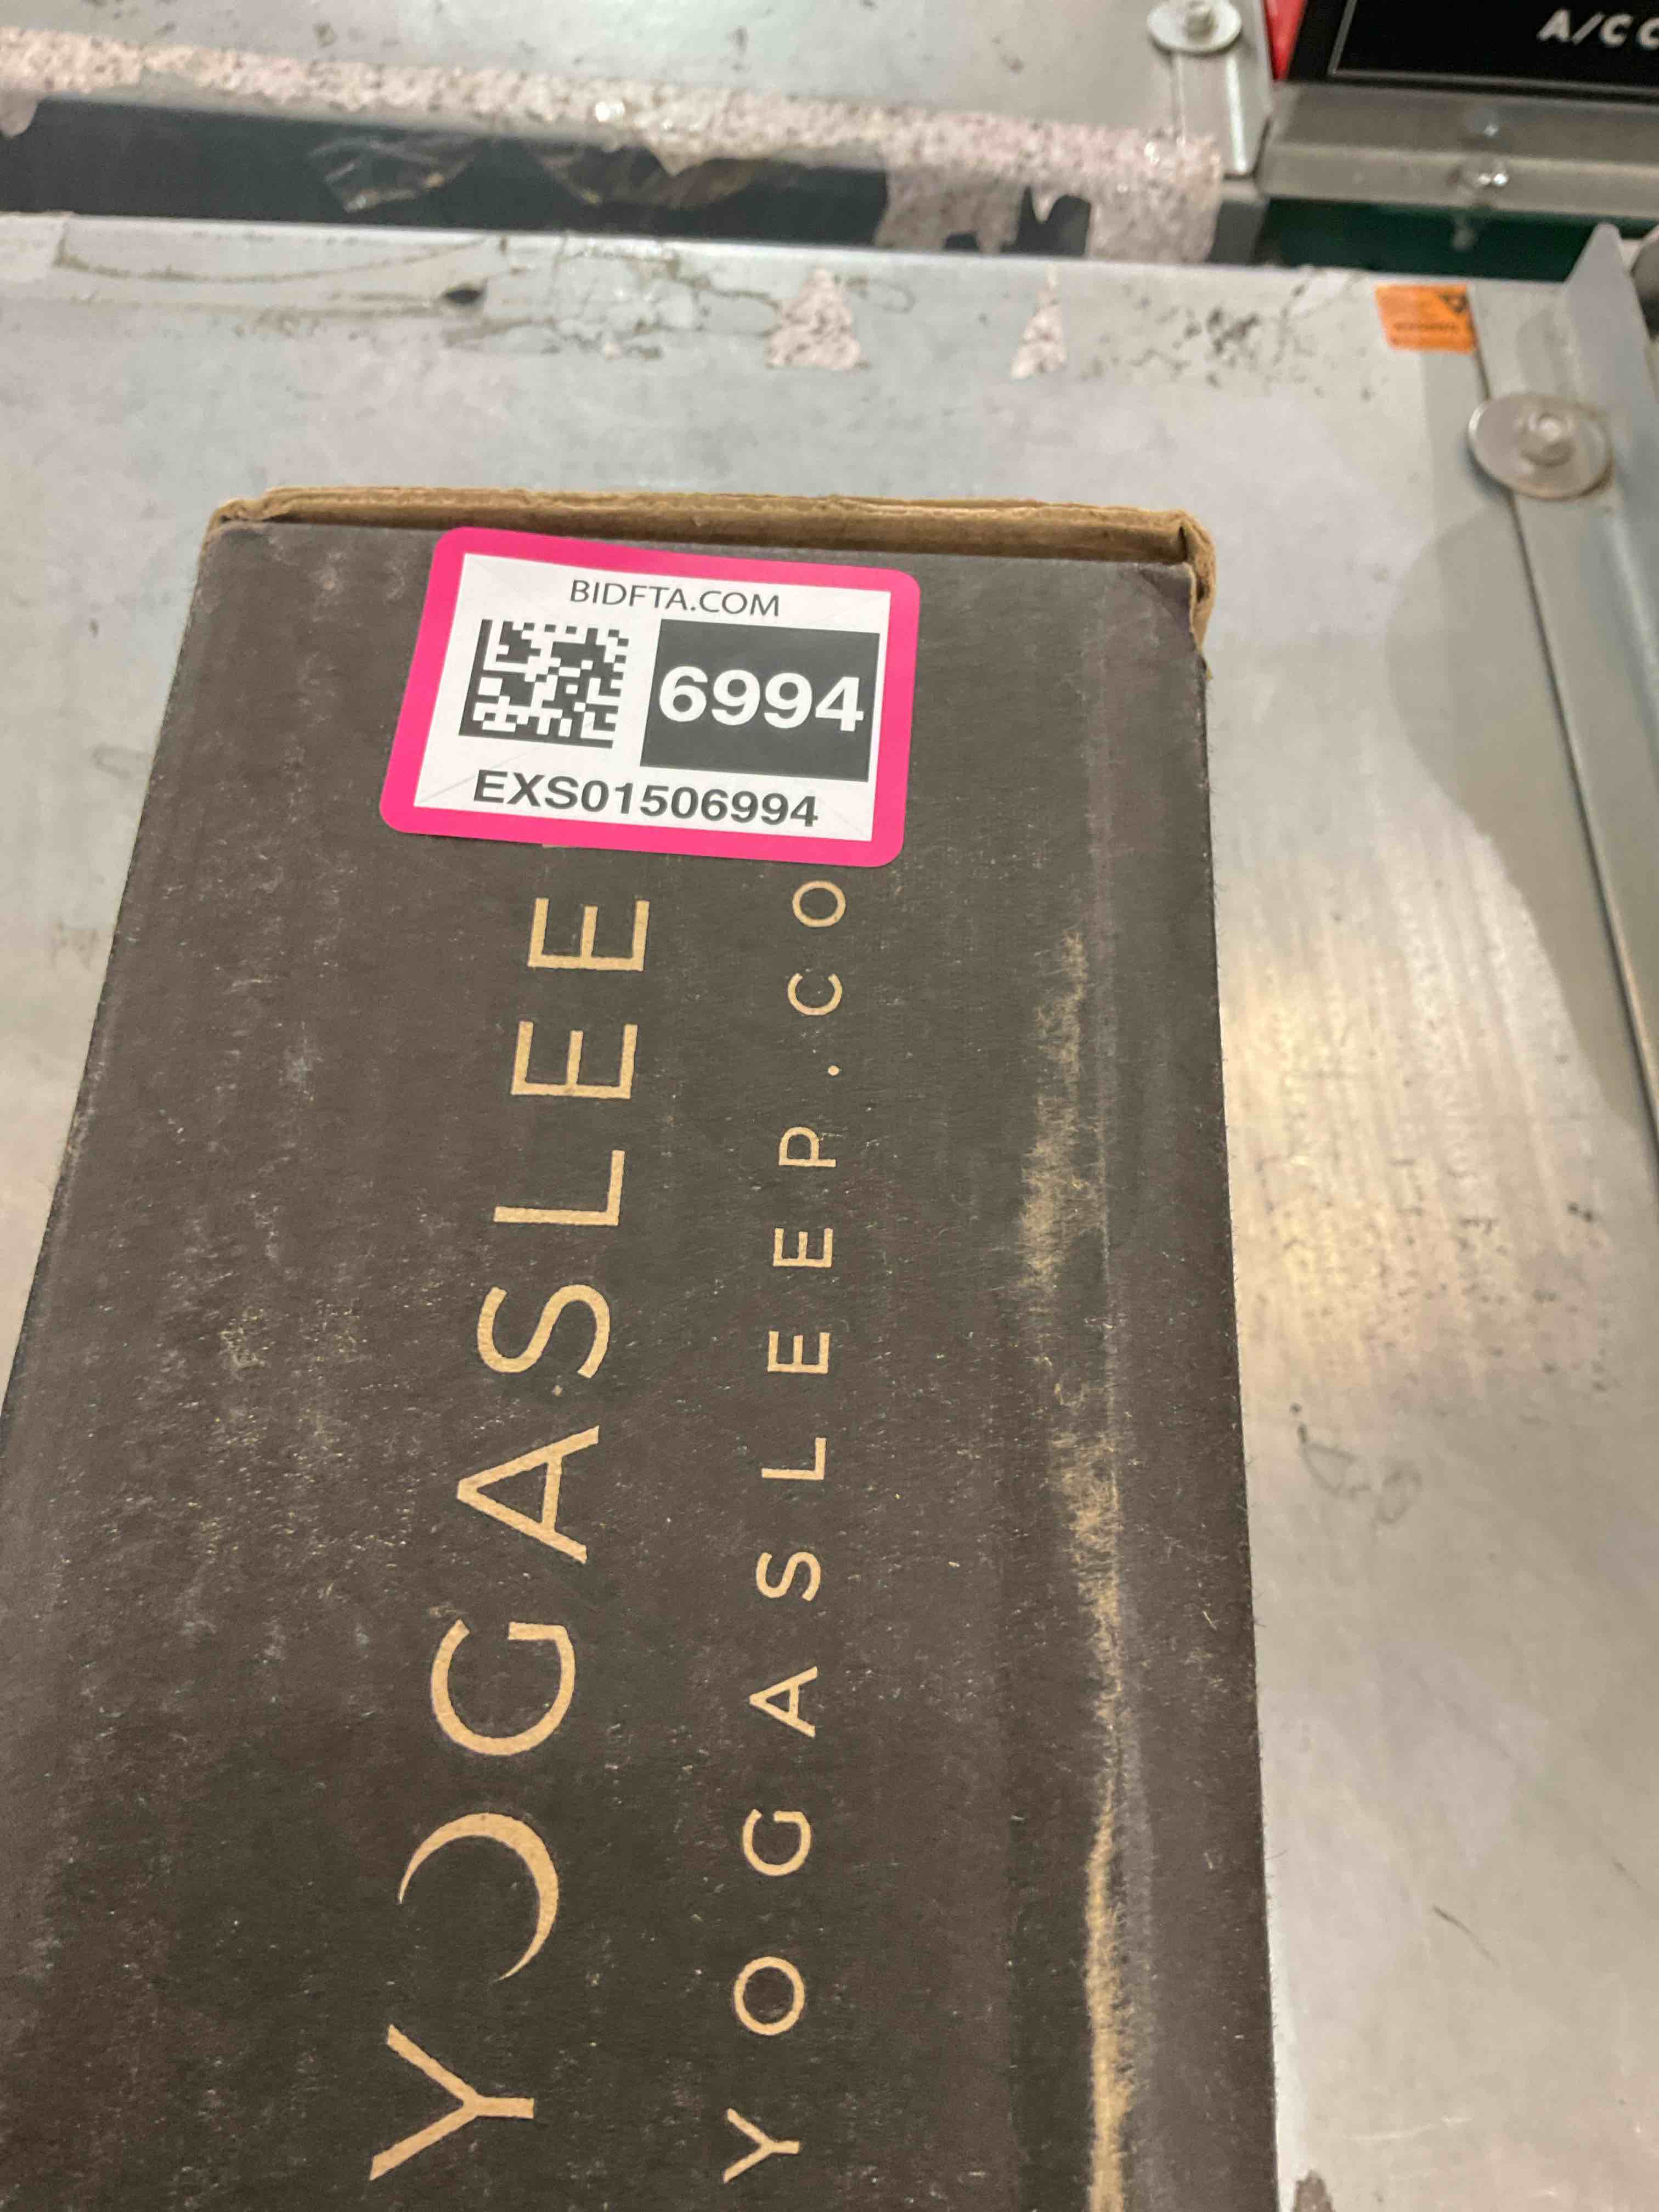 A/C C
BIDFTA.COM
6994
EXS01506994
YOGASLEE
YOGASLEEP.CO